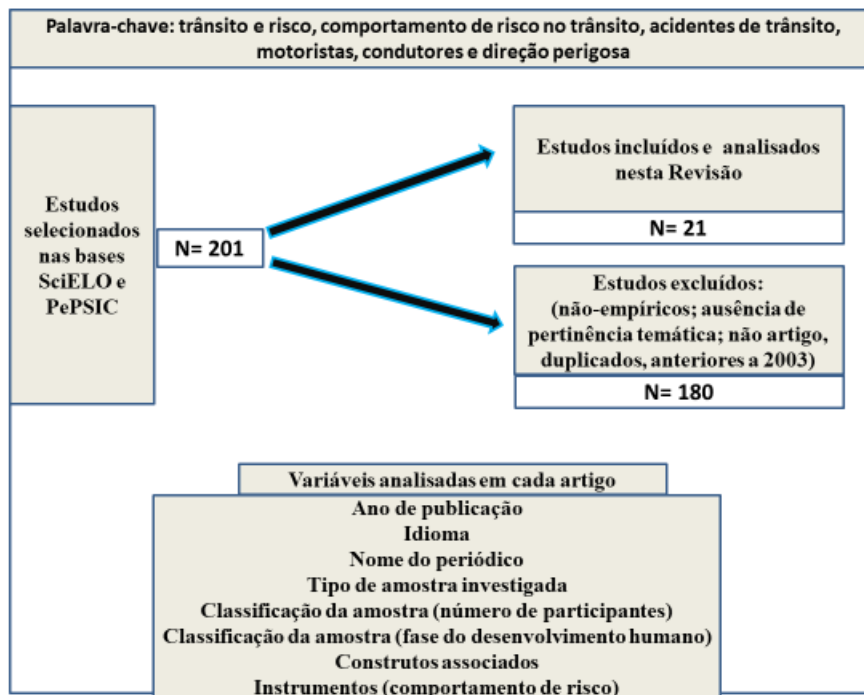 Palavra-chave: trânsito e risco, comportamento de risco no trânsito, acidentes de trânsito,
motoristas, condutores e direção perigosa
Estudos
selecionados
nas bases
SciELO e
PePSIC
N= 201
Estudos incluídos e analisados
nesta Revisão
N= 21
Estudos excluídos:
(não-empíricos; ausência de
pertinência temática; não artigo,
duplicados, anteriores a 2003)
N= 180
Variáveis analisadas em cada artigo
Ano de publicação
Idioma
Nome do periódico
Tipo de amostra investigada
Classificação da amostra (número de participantes)
Classificação da amostra (fase do desenvolvimento humano)
Construtos associados
Instrumentos (comportamento de risco)